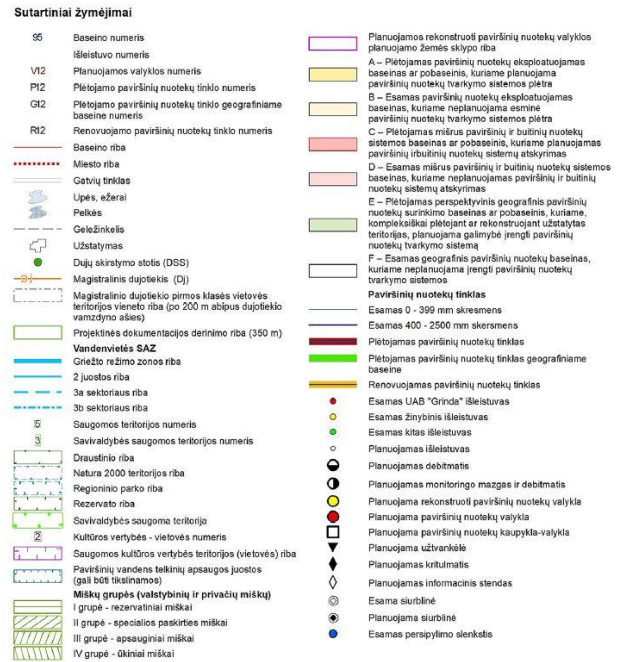 Sutartiniai žymėjimai
95 Baseino numeris
Išleistuvo numeris
V12 Planuojamos valyklos numeris
P12 Plėtojamo paviršinių nuotekų tinklo numeris
G12 Plėtojamo paviršinių nuotekų tinklo geografiniame
baseine numeris
R12 Renovuojamo paviršinių nuotekų tinklo numeris
Baseino riba
Miesto riba
Gatvių tinklas
Upės, ežerai
Pelkės
Geležinkelis
Užstatymas
Dujų skirstymo stotis (DSS)
Dj Magistralinis dujotiekis (Dj)
Magistralinio dujotiekio pirmos klasės vietovės
teritorijos vieneto riba (po 200 m abipus dujotiekio
vamzdyno ašies)
Projektinės dokumentacijos derinimo riba (350 m)
Vandenvietės SAZ
Griežto režimo zonos riba
2 juostos riba
3a sektoriaus riba
3b sektoriaus riba
5 Saugomos teritorijos numeris
3 Savivaldybės saugomos teritorijos numeris
Draustinio riba
Natura 2000 teritorijos riba
Regioninio parko riba
Rezervato riba
Savivaldybės saugoma teritorija
2 Kultūros vertybės - vietovės numeris
Saugomos kultūros vertybės teritorijos (vietovės) riba
Paviršinių vandens telkinių apsaugos juostos
(gali būti tikslinamos)
Miškų grupės (valstybinių ir privačių miškų)
I grupė - rezervatiniai miškai
II grupė - specialios paskirties miškai
III grupė - apsauginiai miškai
IV grupė - ūkiniai miškai
Planuojamos rekonstruoti paviršinių nuotekų valyklos
planuojamo žemės sklypo riba
A – Plėtojamas paviršinių nuotekų eksploatuojamas
baseinas ar pobaseinis, kuriame planuojama
paviršinių nuotekų tvarkymo sistemos plėtra
B – Esamas paviršinių nuotekų eksploatuojamas
baseinas, kuriame neplanuojama esminė
paviršinių nuotekų tvarkymo sistemos plėtra
C – Plėtojamas mišrus paviršinių ir buitinių nuotekų
sistemos baseinas ar pobaseinis, kuriame planuojamas
paviršinių irbuitinių nuotekų sistemų atskyrimas
D – Esamas mišrus paviršinių ir buitinių nuotekų sistemos
baseinas, kuriame neplanuojamas paviršinių ir buitinių
nuotekų sistemų atskyrimas
E – Plėtojamas perspektyvinis geografis paviršinių
nuotekų surinkimo baseinas ar pobaseinis, kuriame,
kompleksiškai plėtojant ar rekonstruojant užstatytas
teritorijas, planuojama galimybė įrengti paviršinių
nuotekų tvarkymo sistemą
F – Esamas geografis paviršinių nuotekų baseinas,
kuriame neplanuojama įrengti paviršinių nuotekų
tvarkymo sistemos
Paviršinių nuotekų tinklas
Esamas 0 - 399 mm skresmens
Esamas 400 - 2500 mm skersmens
Plėtojamas paviršinių nuotekų tinklas
Plėtojamas paviršinių nuotekų tinklas geografiniame
baseine
Renovuojamas paviršinių nuotekų tinklas
Esamas UAB "Grinda" išleistuvas
Esamas žinybinis išleistuvas
Esamas kitas išleistuvas
Planuojamas išleistuvas
Planuojamas debitmatis
Planuojamas monitoringo mazgas ir debitmatis
Planuojama rekonstruoti paviršinių nuotekų valykla
Planuojama paviršinių nuotekų valykla
Planuojama paviršinių nuotekų kaupykla-valykla
Planuojama užtvankėlė
Planuojamas kritulmatis
Planuojamas informacinis stendas
Esama siurblinė
Planuojama siurblinė
Esamas persipylimo slenkstis